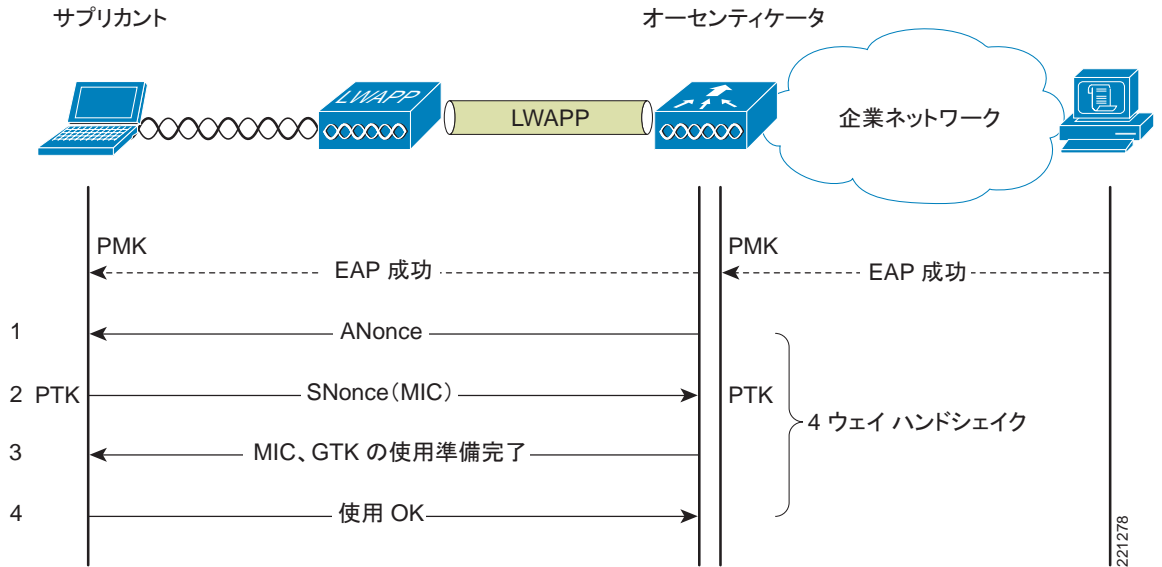 サプリカント
オーセンティケータ
LWAPP
LWAPP
企業ネットワーク
PMK
EAP 成功
PMK
EAP 成功
1
ANonce
2 PTK
SNonce(MIC)
PTK
4 ウェイ ハンドシェイク
3
MIC、GTK の使用準備完了
4
使用 OK
221278